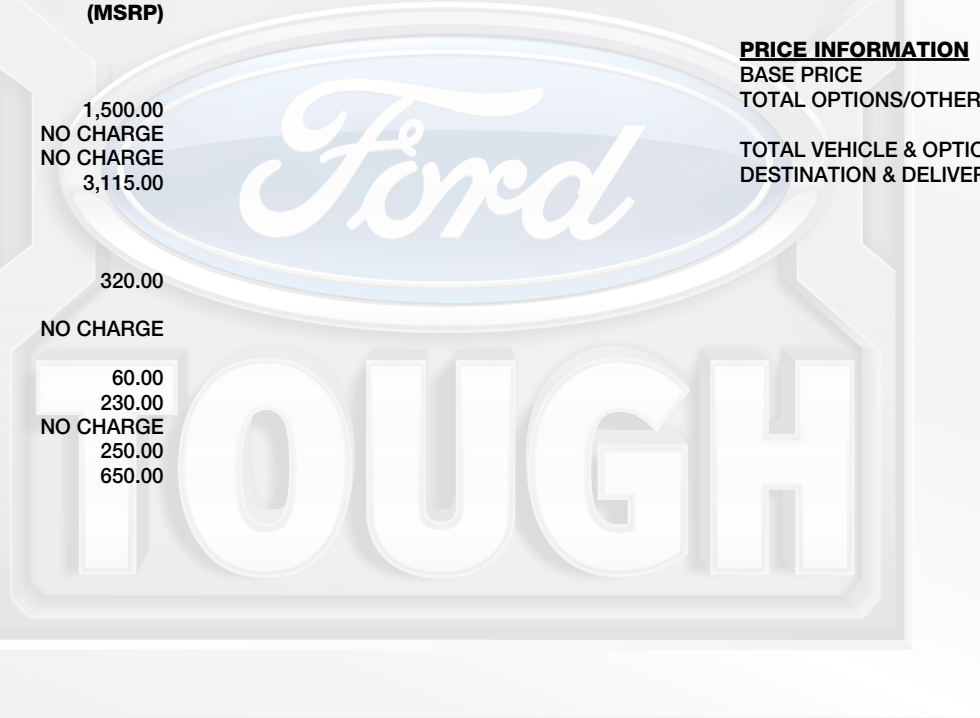 (MSRP)
1,500.00
NO CHARGE
NO CHARGE
3,115.00
320.00
NO CHARGE
60.00
230.00
NO CHARGE
250.00
650.00
PRICE INFORMATION
BASE PRICE
TOTAL OPTIONS/OTHER
TOTAL VEHICLE & OPTIO
DESTINATION & DELIVER
Ford
TOUGH